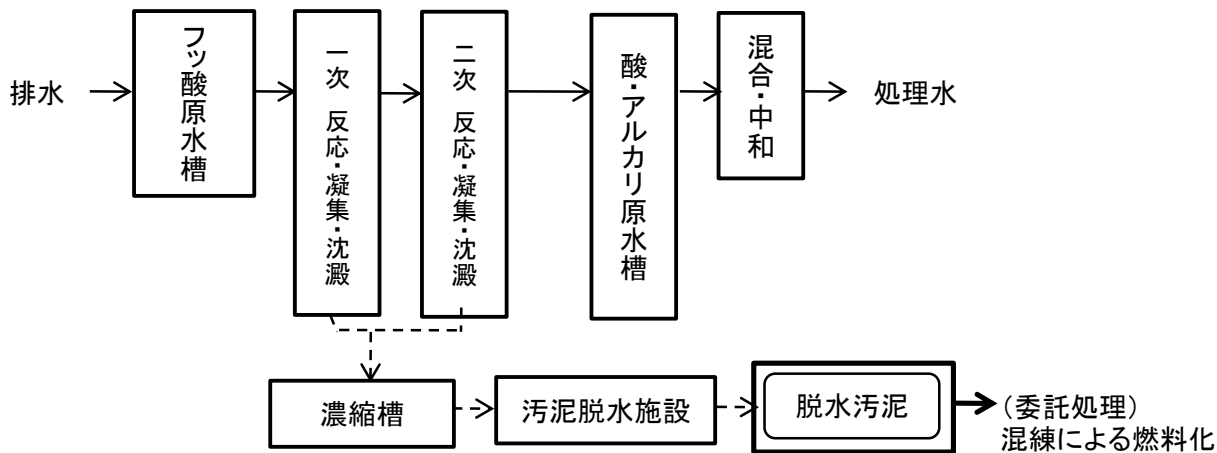 排水
フッ酸原水槽
一次 反応・凝集・沈澱
二次 反応・凝集・沈澱
酸・アルカリ原水槽
混合・中和
処理水
濃縮槽
汚泥脱水施設
脱水汚泥
（委託処理）
混練による燃料化